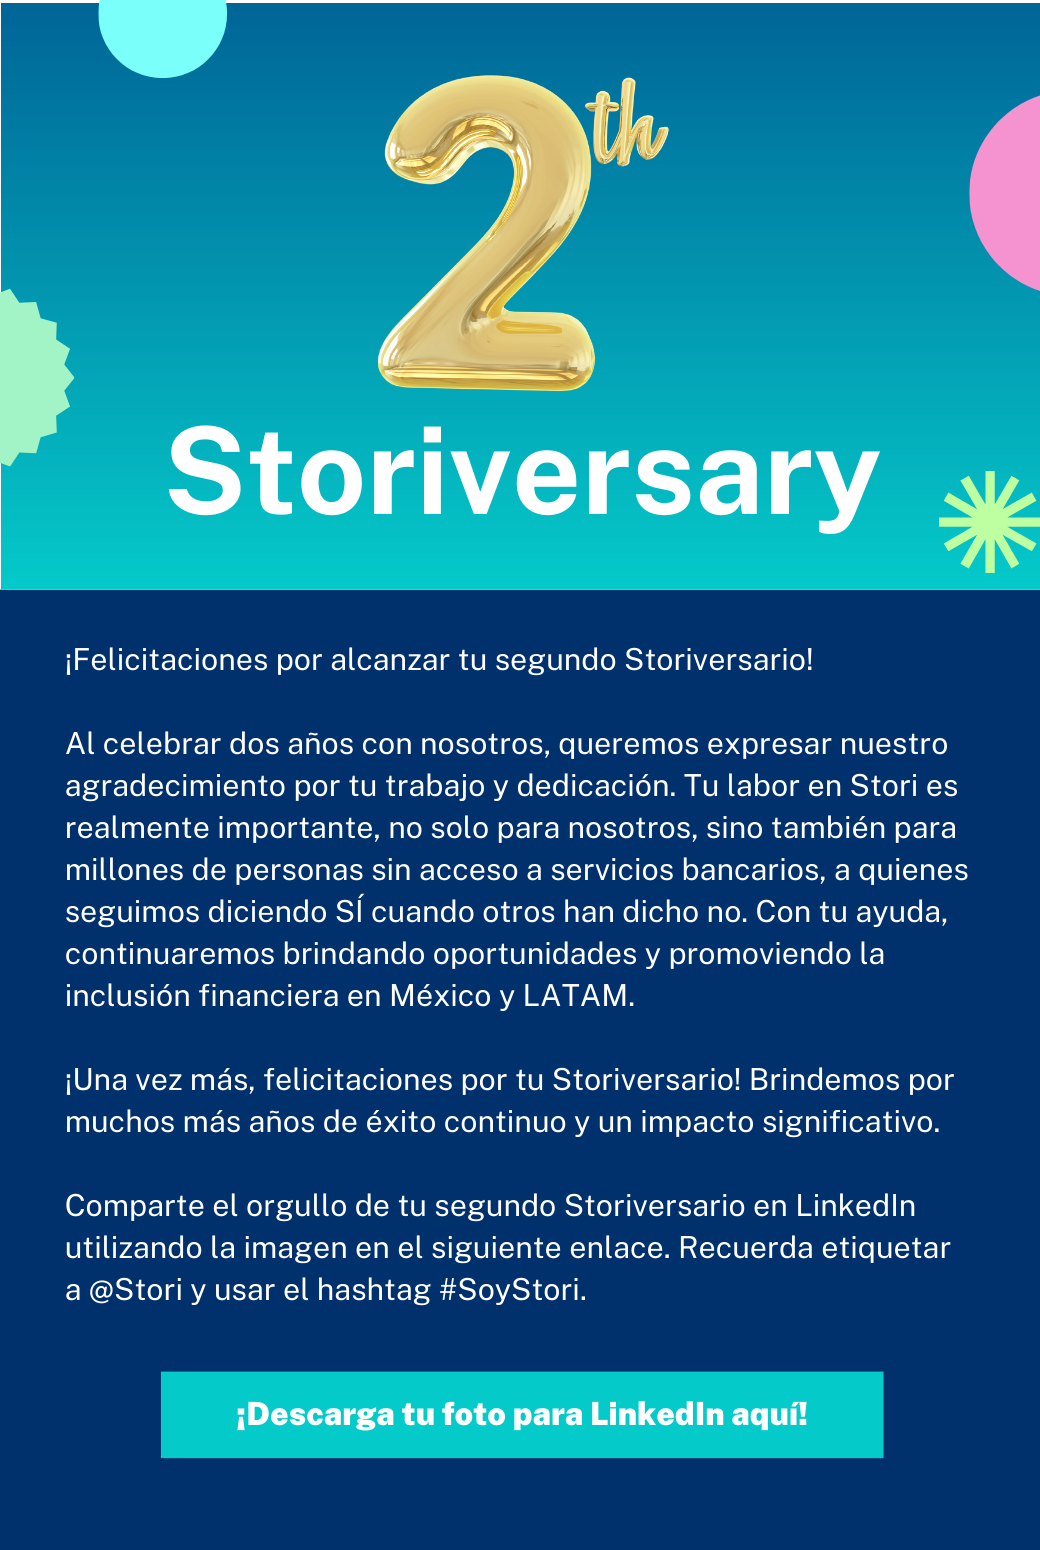 2th
Storiversary
¡Felicitaciones por alcanzar tu segundo Storiversario!
Al celebrar dos años con nosotros, queremos expresar nuestro
agradecimiento por tu trabajo y dedicación. Tu labor en Stori es
realmente importante, no solo para nosotros, sino también para
millones de personas sin acceso a servicios bancarios, a quienes
seguimos diciendo SÍ cuando otros han dicho no. Con tu ayuda,
continuaremos brindando oportunidades y promoviendo la
inclusión financiera en México y LATAM.
¡Una vez más, felicitaciones por tu Storiversario! Brindemos por
muchos más años de éxito continuo y un impacto significativo.
Comparte el orgullo de tu segundo Storiversario en LinkedIn
utilizando la imagen en el siguiente enlace. Recuerda etiquetar
a @Stori y usar el hashtag #SoyStori.
¡Descarga tu foto para LinkedIn aquí!